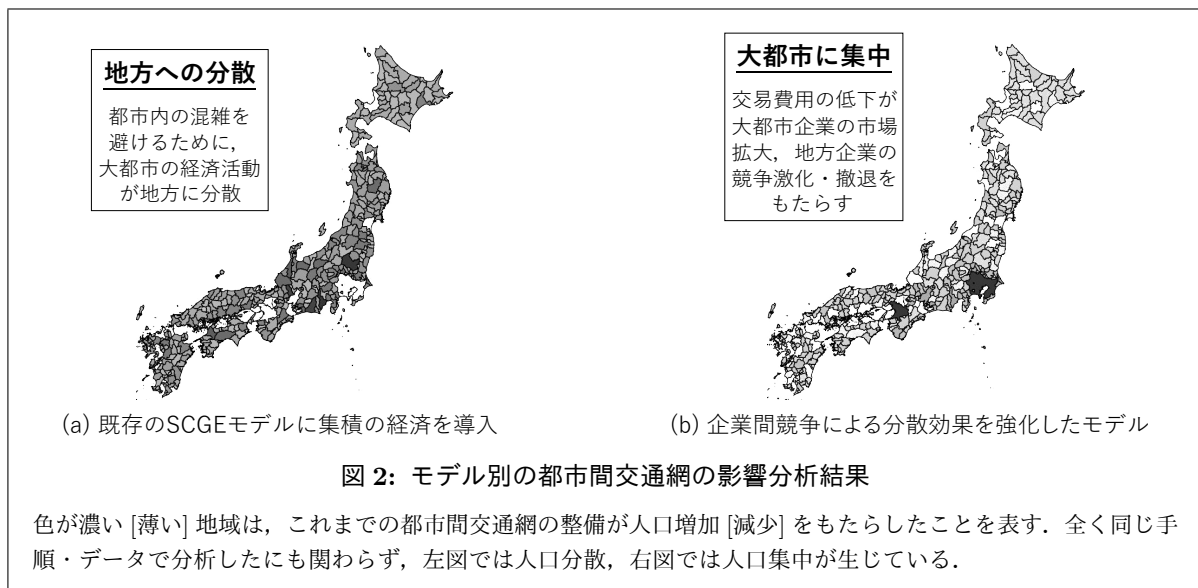 地方への分散
都市内の混雑を
避けるために,
大都市の経済活動
が地方に分散
大都市に集中
交易費用の低下が
大都市企業の市場
拡大, 地方企業の
競争激化・撤退を
もたらす
(a) 既存のSCGEモデルに集積の経済を導入
(b) 企業間競争による分散効果を強化したモデル
図 2: モデル別の都市間交通網の影響分析結果
色が濃い [薄い] 地域は,これまでの都市間交通網の整備が人口増加 [減少] をもたらしたことを表す.全く同じ手
順・データで分析したにも関わらず,左図では人口分散,右図では人口集中が生じている.